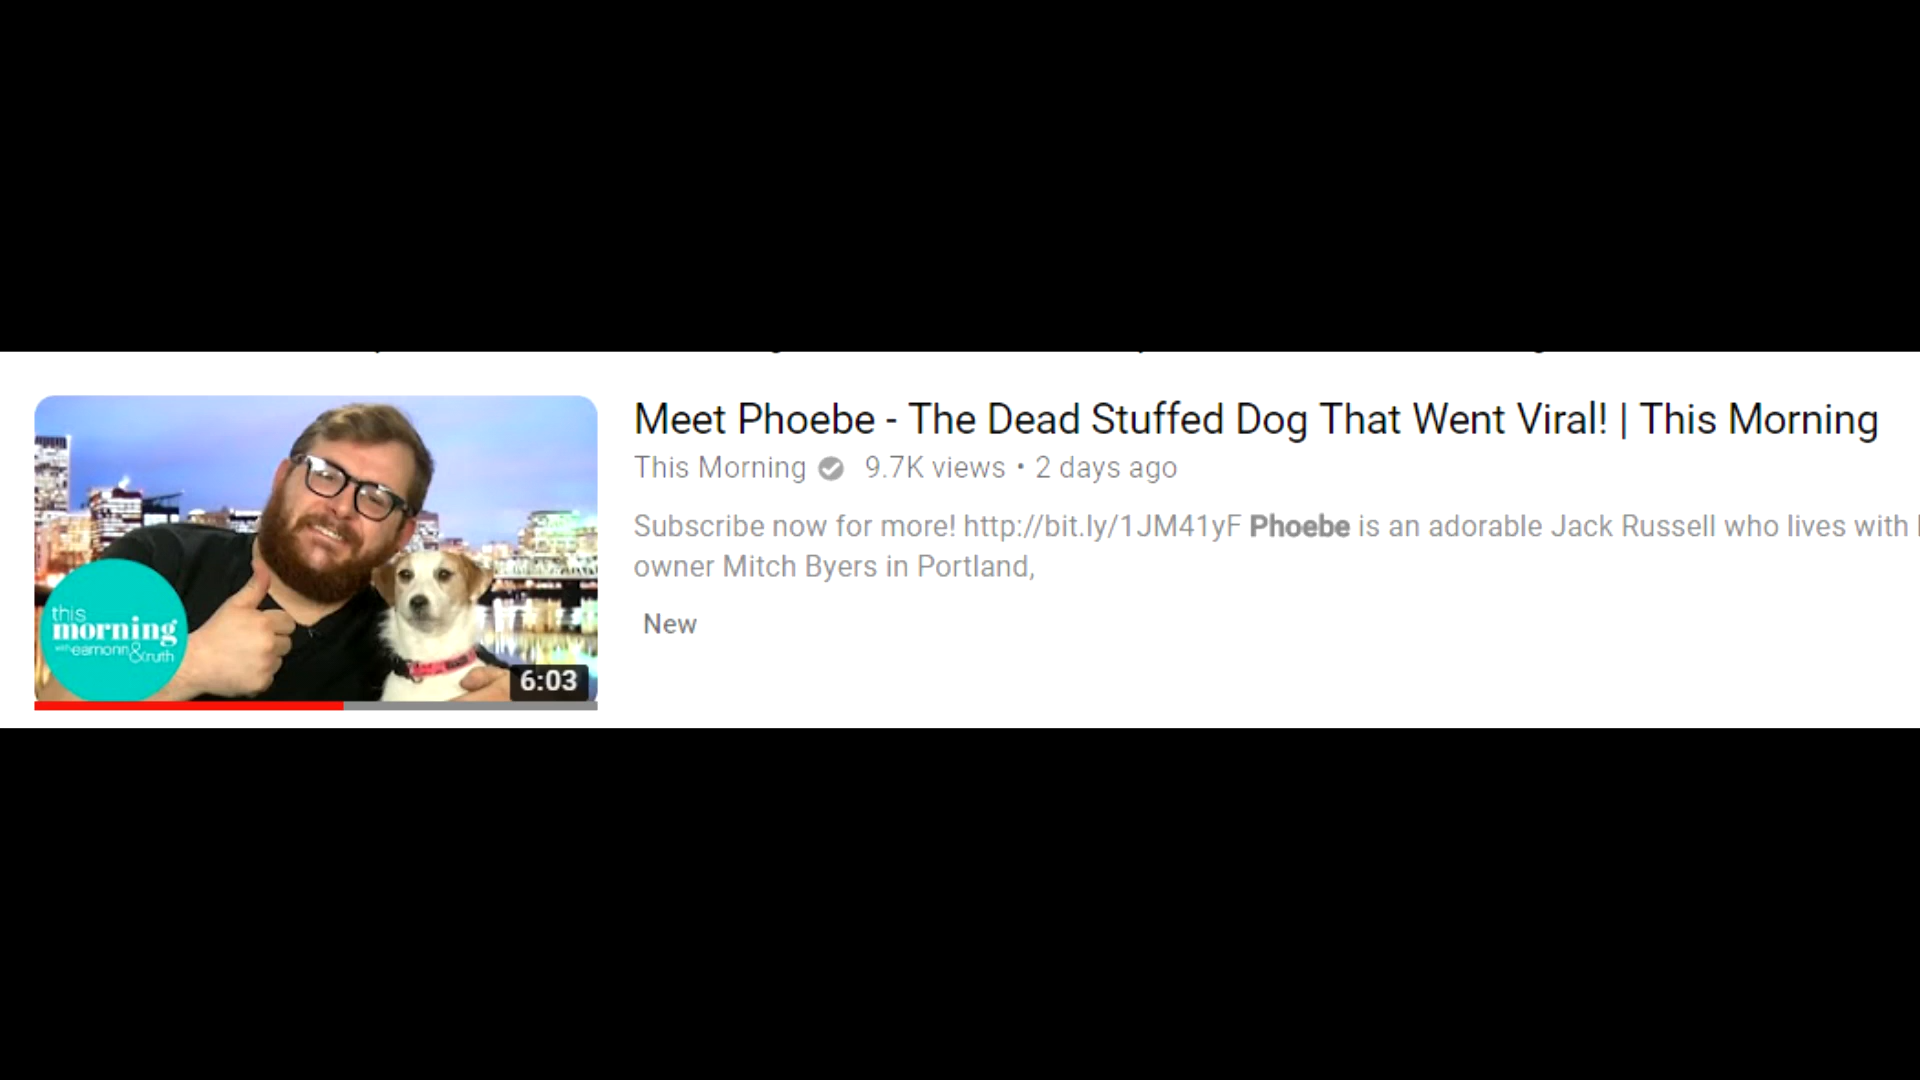 Meet Phoebe - The Dead Stuffed Dog That Went Viral! | This Morning
This Morning 9.7K views • 2 days ago
Subscribe now for more! http://bit.ly/1JM41yF Phoebe is an adorable Jack Russell who lives with
owner Mitch Byers in Portland,
New
this
morning
with eamonn & ruth
6:03